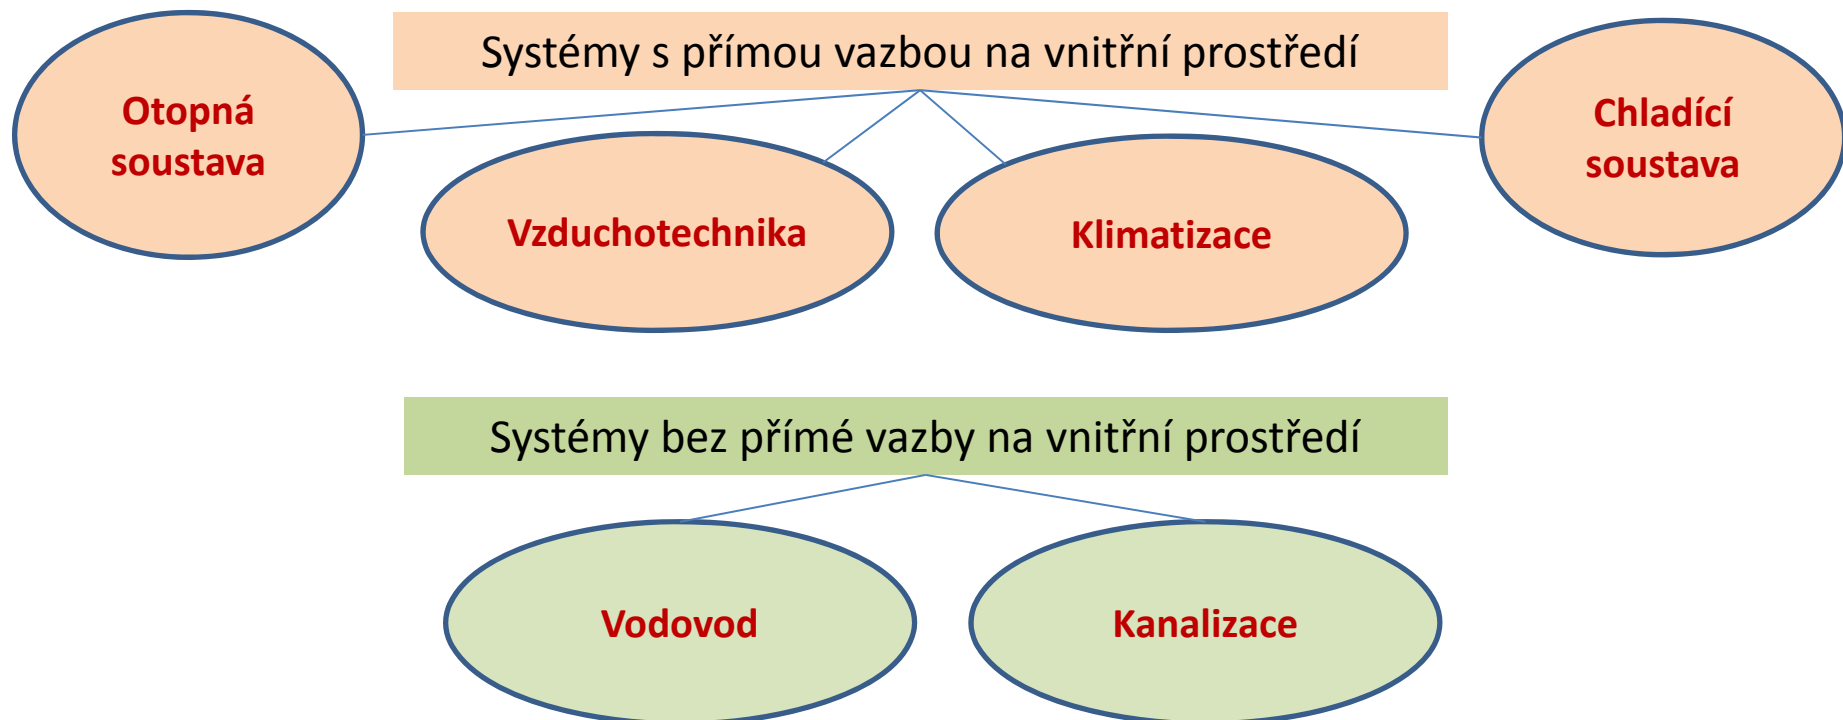 Systémy s přímou vazbou na vnitřní prostředí
Otopná
soustava
Vzduchotechnika
Klimatizace
Chladící
soustava
Systémy bez přímé vazby na vnitřní prostředí
Vodovod
Kanalizace